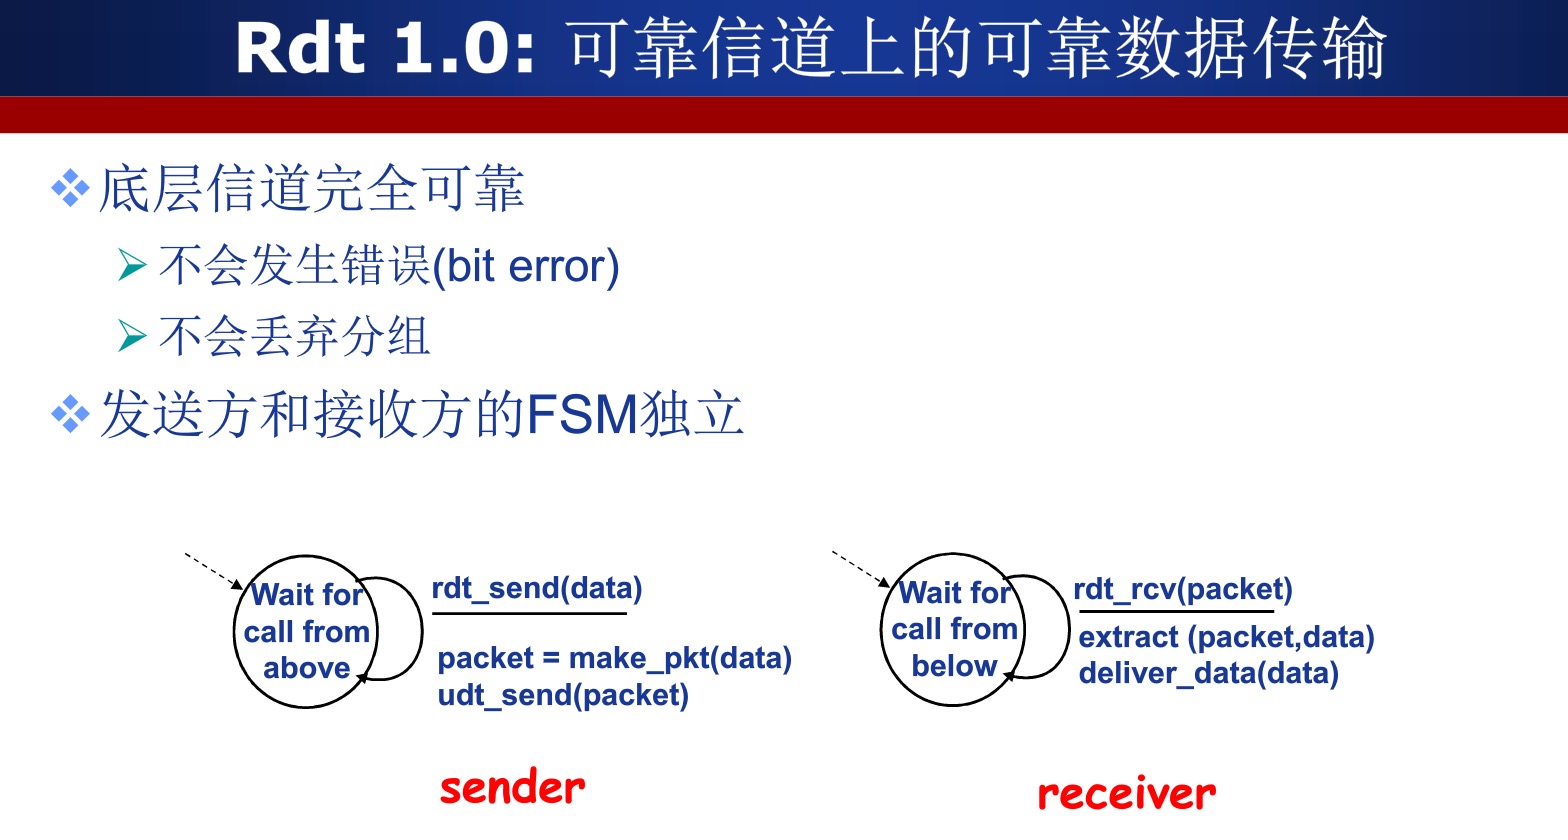 Rdt 1.0: 可靠信道上的可靠数据传输
底层信道完全可靠
不会发生错误(bit error)
不会丢弃分组
发送方和接收方的FSM独立
Wait for
call from
above
rdt_send(data)
packet = make_pkt(data)
udt_send(packet)
sender
Wait for
call from
below
rdt_rcv(packet)
extract (packet,data)
deliver_data(data)
receiver